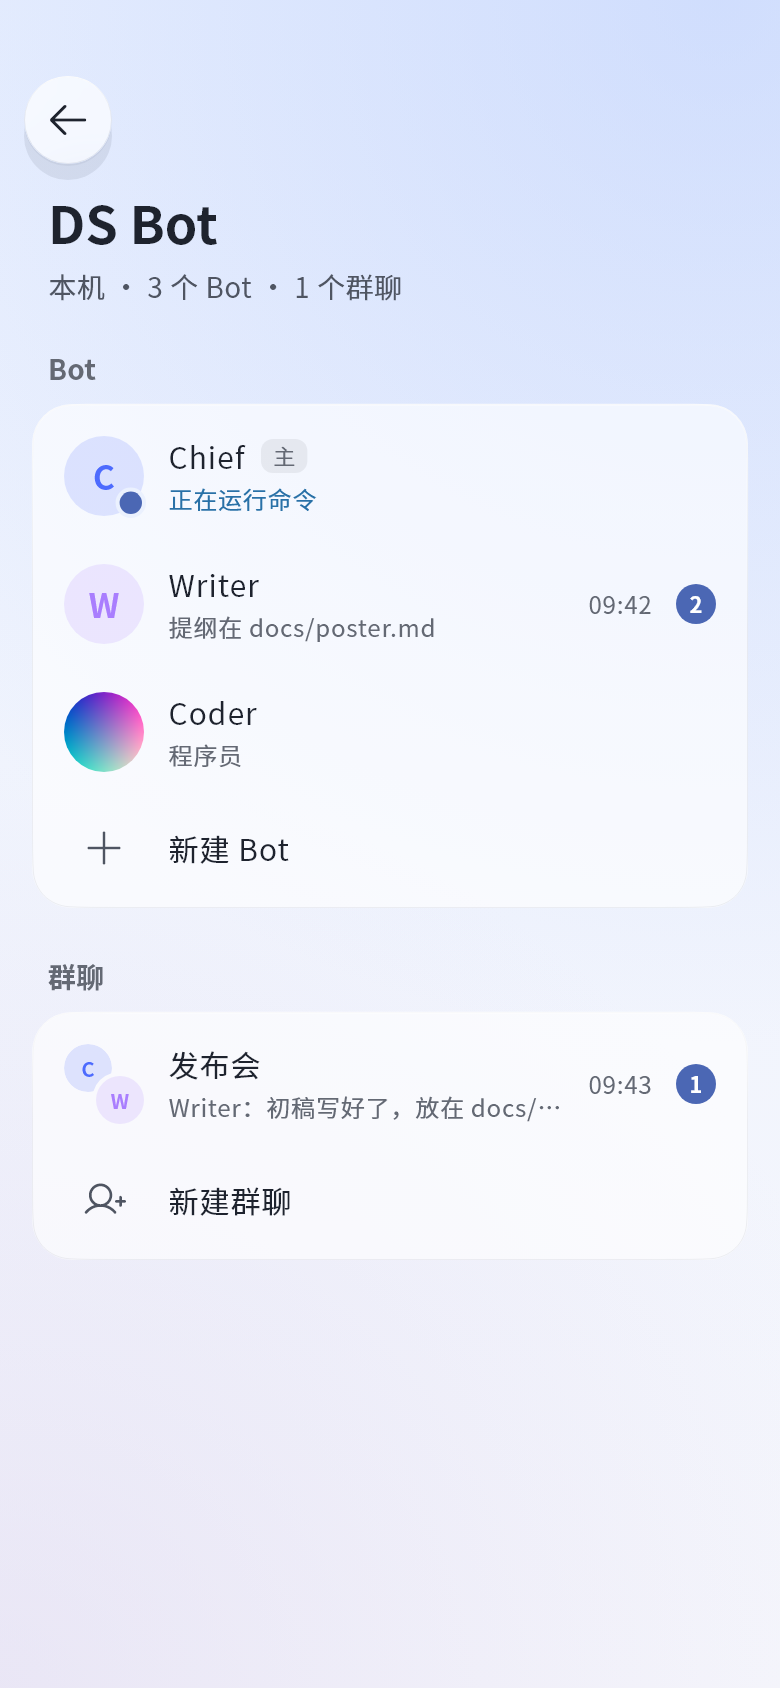 DS Bot
本机 • 3 个 Bot • 1 个群聊
Bot
C
Chief 主
正在运行命令
W
Writer
提纲在 docs/poster.md
09:42 2
Coder
程序员
新建 Bot
群聊
C
W
发布会
Writer：初稿写好了，放在 docs/…
09:43 1
新建群聊